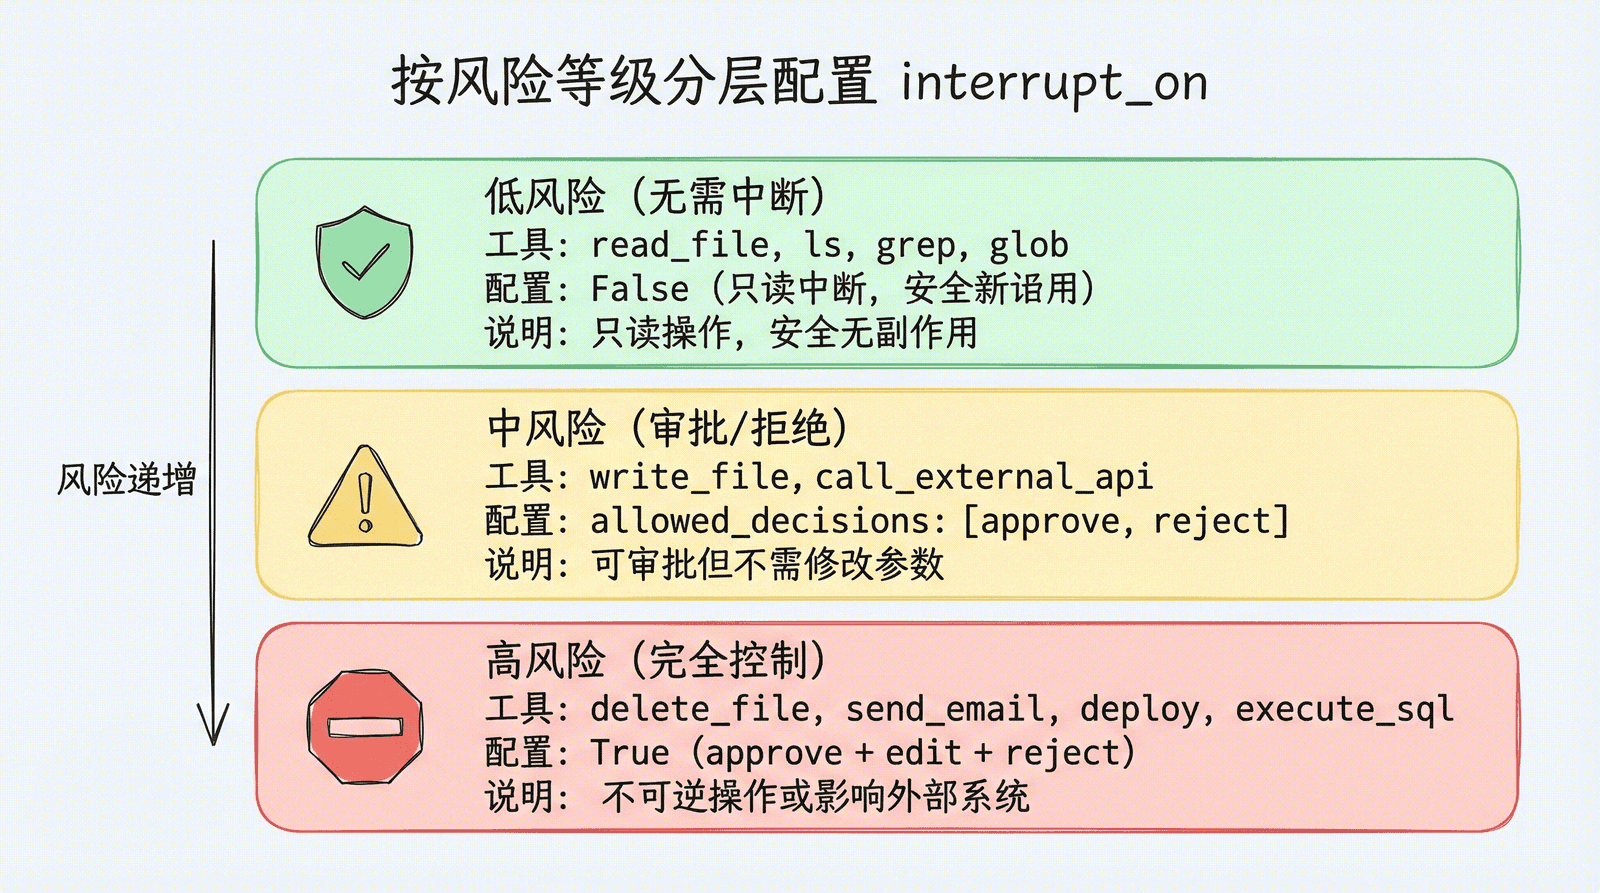 按风险等级分层配置 interrupt_on
低风险（无需中断）
工具：read_file, ls, grep, glob
配置：False（只读中断，安全新谙用）
说明：只读操作，安全无副作用
风险递增
中风险（审批/拒绝）
工具：write_file, call_external_api
配置：allowed_decisions: [approve, reject]
说明：可审批但不需修改参数
高风险（完全控制）
工具：delete_file, send_email, deploy, execute_sql
配置：True（approve + edit + reject）
说明： 不可逆操作或影响外部系统